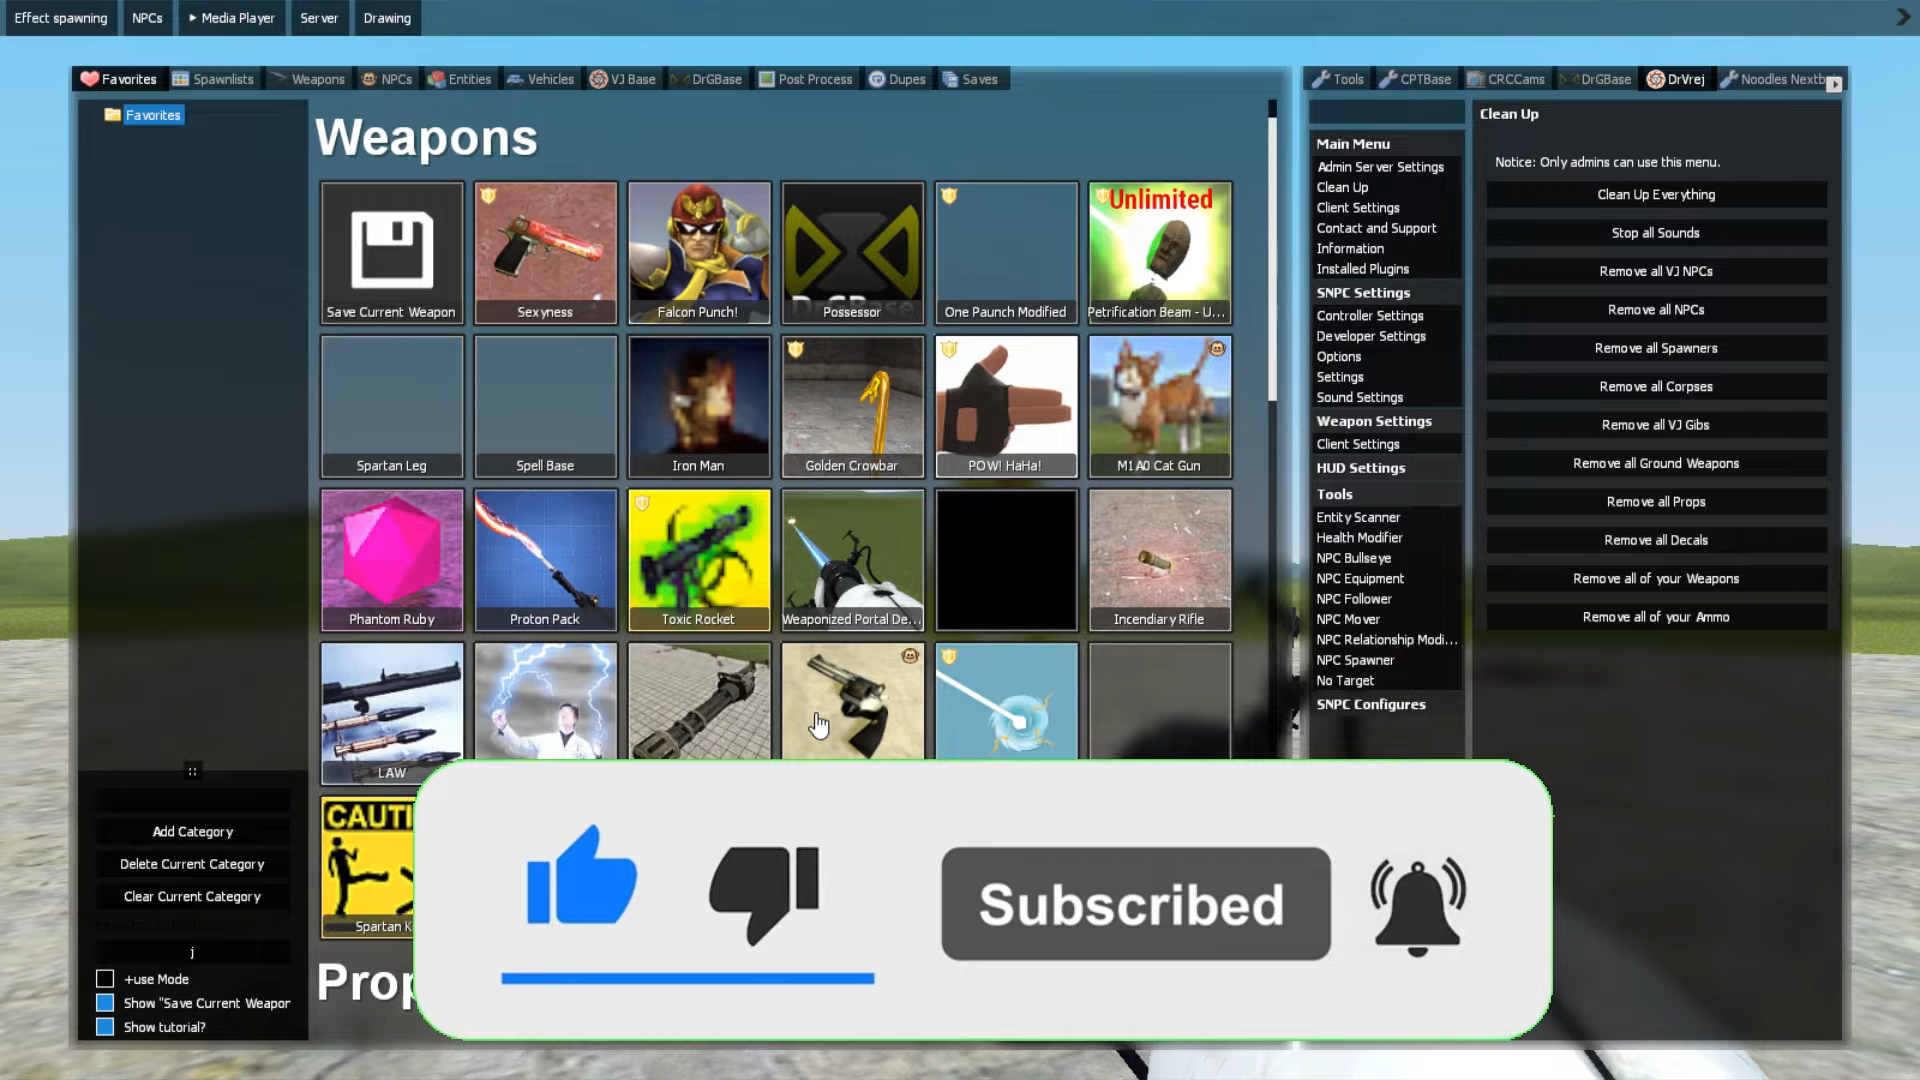 Effect spawning NPCs Media Player Server Drawing
Favorites Spawnlists Weapons NPCs Entities Vehicles VJ Base DrGBase Post Process Dupes Saves
Favorites
Weapons
Unlimited
DrGBase
Save Current Weapon Sexyness Falcon Punch! Possessor One Paunch Modified Petrification Beam - U...
Spartan Leg Spell Base Iron Man Golden Crowbar POW! HaHa! M1A0 Cat Gun
Phantom Ruby Proton Pack Toxic Rocket Weaponized Portal De... Incendiary Rifle
LAW
CAUTI
Spartan K
Prop
Add Category
Delete Current Category
Clear Current Category
j
+use Mode
Show "Save Current Weapor
Show tutorial?
Tools CPTBase CRCCams DrGBase DrVrej Noodles Nextb
Main Menu
Admin Server Settings
Clean Up
Client Settings
Contact and Support
Information
Installed Plugins
SNPC Settings
Controller Settings
Developer Settings
Options
Settings
Sound Settings
Weapon Settings
Client Settings
HUD Settings
Tools
Entity Scanner
Health Modifier
NPC Bullseye
NPC Equipment
NPC Follower
NPC Mover
NPC Relationship Modi...
NPC Spawner
No Target
SNPC Configures
Clean Up
Notice: Only admins can use this menu.
Clean Up Everything
Stop all Sounds
Remove all VJ NPCs
Remove all NPCs
Remove all Spawners
Remove all Corpses
Remove all VJ Gibs
Remove all Ground Weapons
Remove all Props
Remove all Decals
Remove all of your Weapons
Remove all of your Ammo
Subscribed